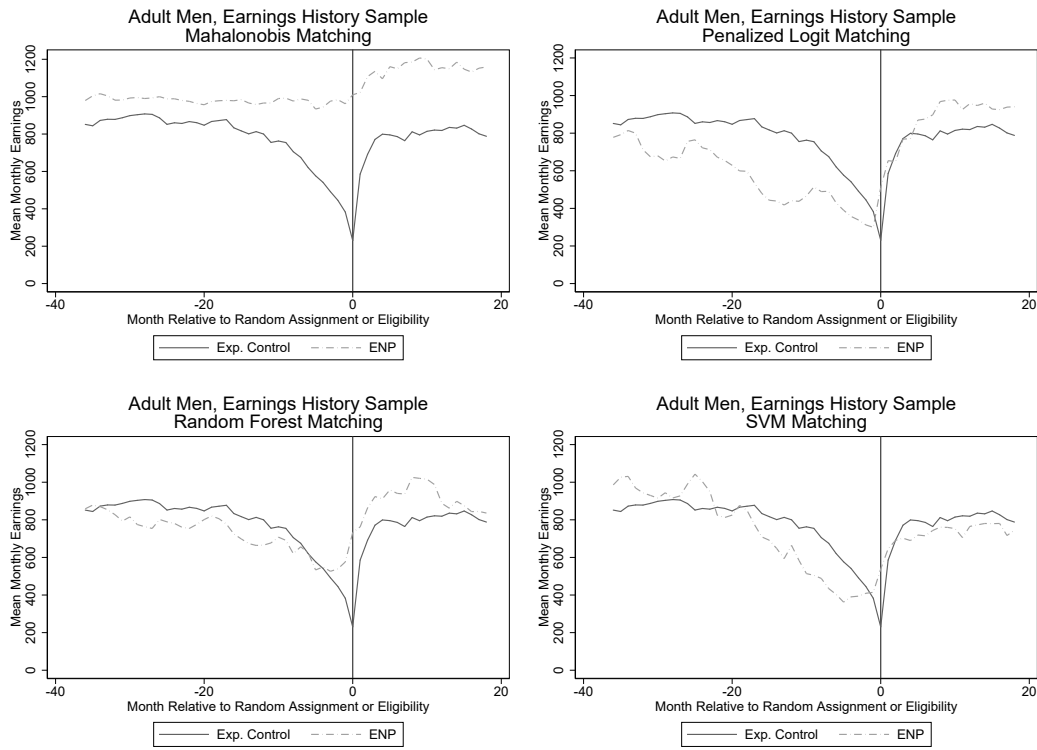 Adult Men, Earnings History Sample
Mahalonobis Matching
Mean Monthly Earnings
0 200 400 600 800 1000 1200
-40 -20 0 20
Month Relative to Random Assignment or Eligibility
Exp. Control ENP
Adult Men, Earnings History Sample
Penalized Logit Matching
Mean Monthly Earnings
0 200 400 600 800 1000 1200
-40 -20 0 20
Month Relative to Random Assignment or Eligibility
Exp. Control ENP
Adult Men, Earnings History Sample
Random Forest Matching
Mean Monthly Earnings
0 200 400 600 800 1000 1200
-40 -20 0 20
Month Relative to Random Assignment or Eligibility
Exp. Control ENP
Adult Men, Earnings History Sample
SVM Matching
Mean Monthly Earnings
0 200 400 600 800 1000 1200
-40 -20 0 20
Month Relative to Random Assignment or Eligibility
Exp. Control ENP